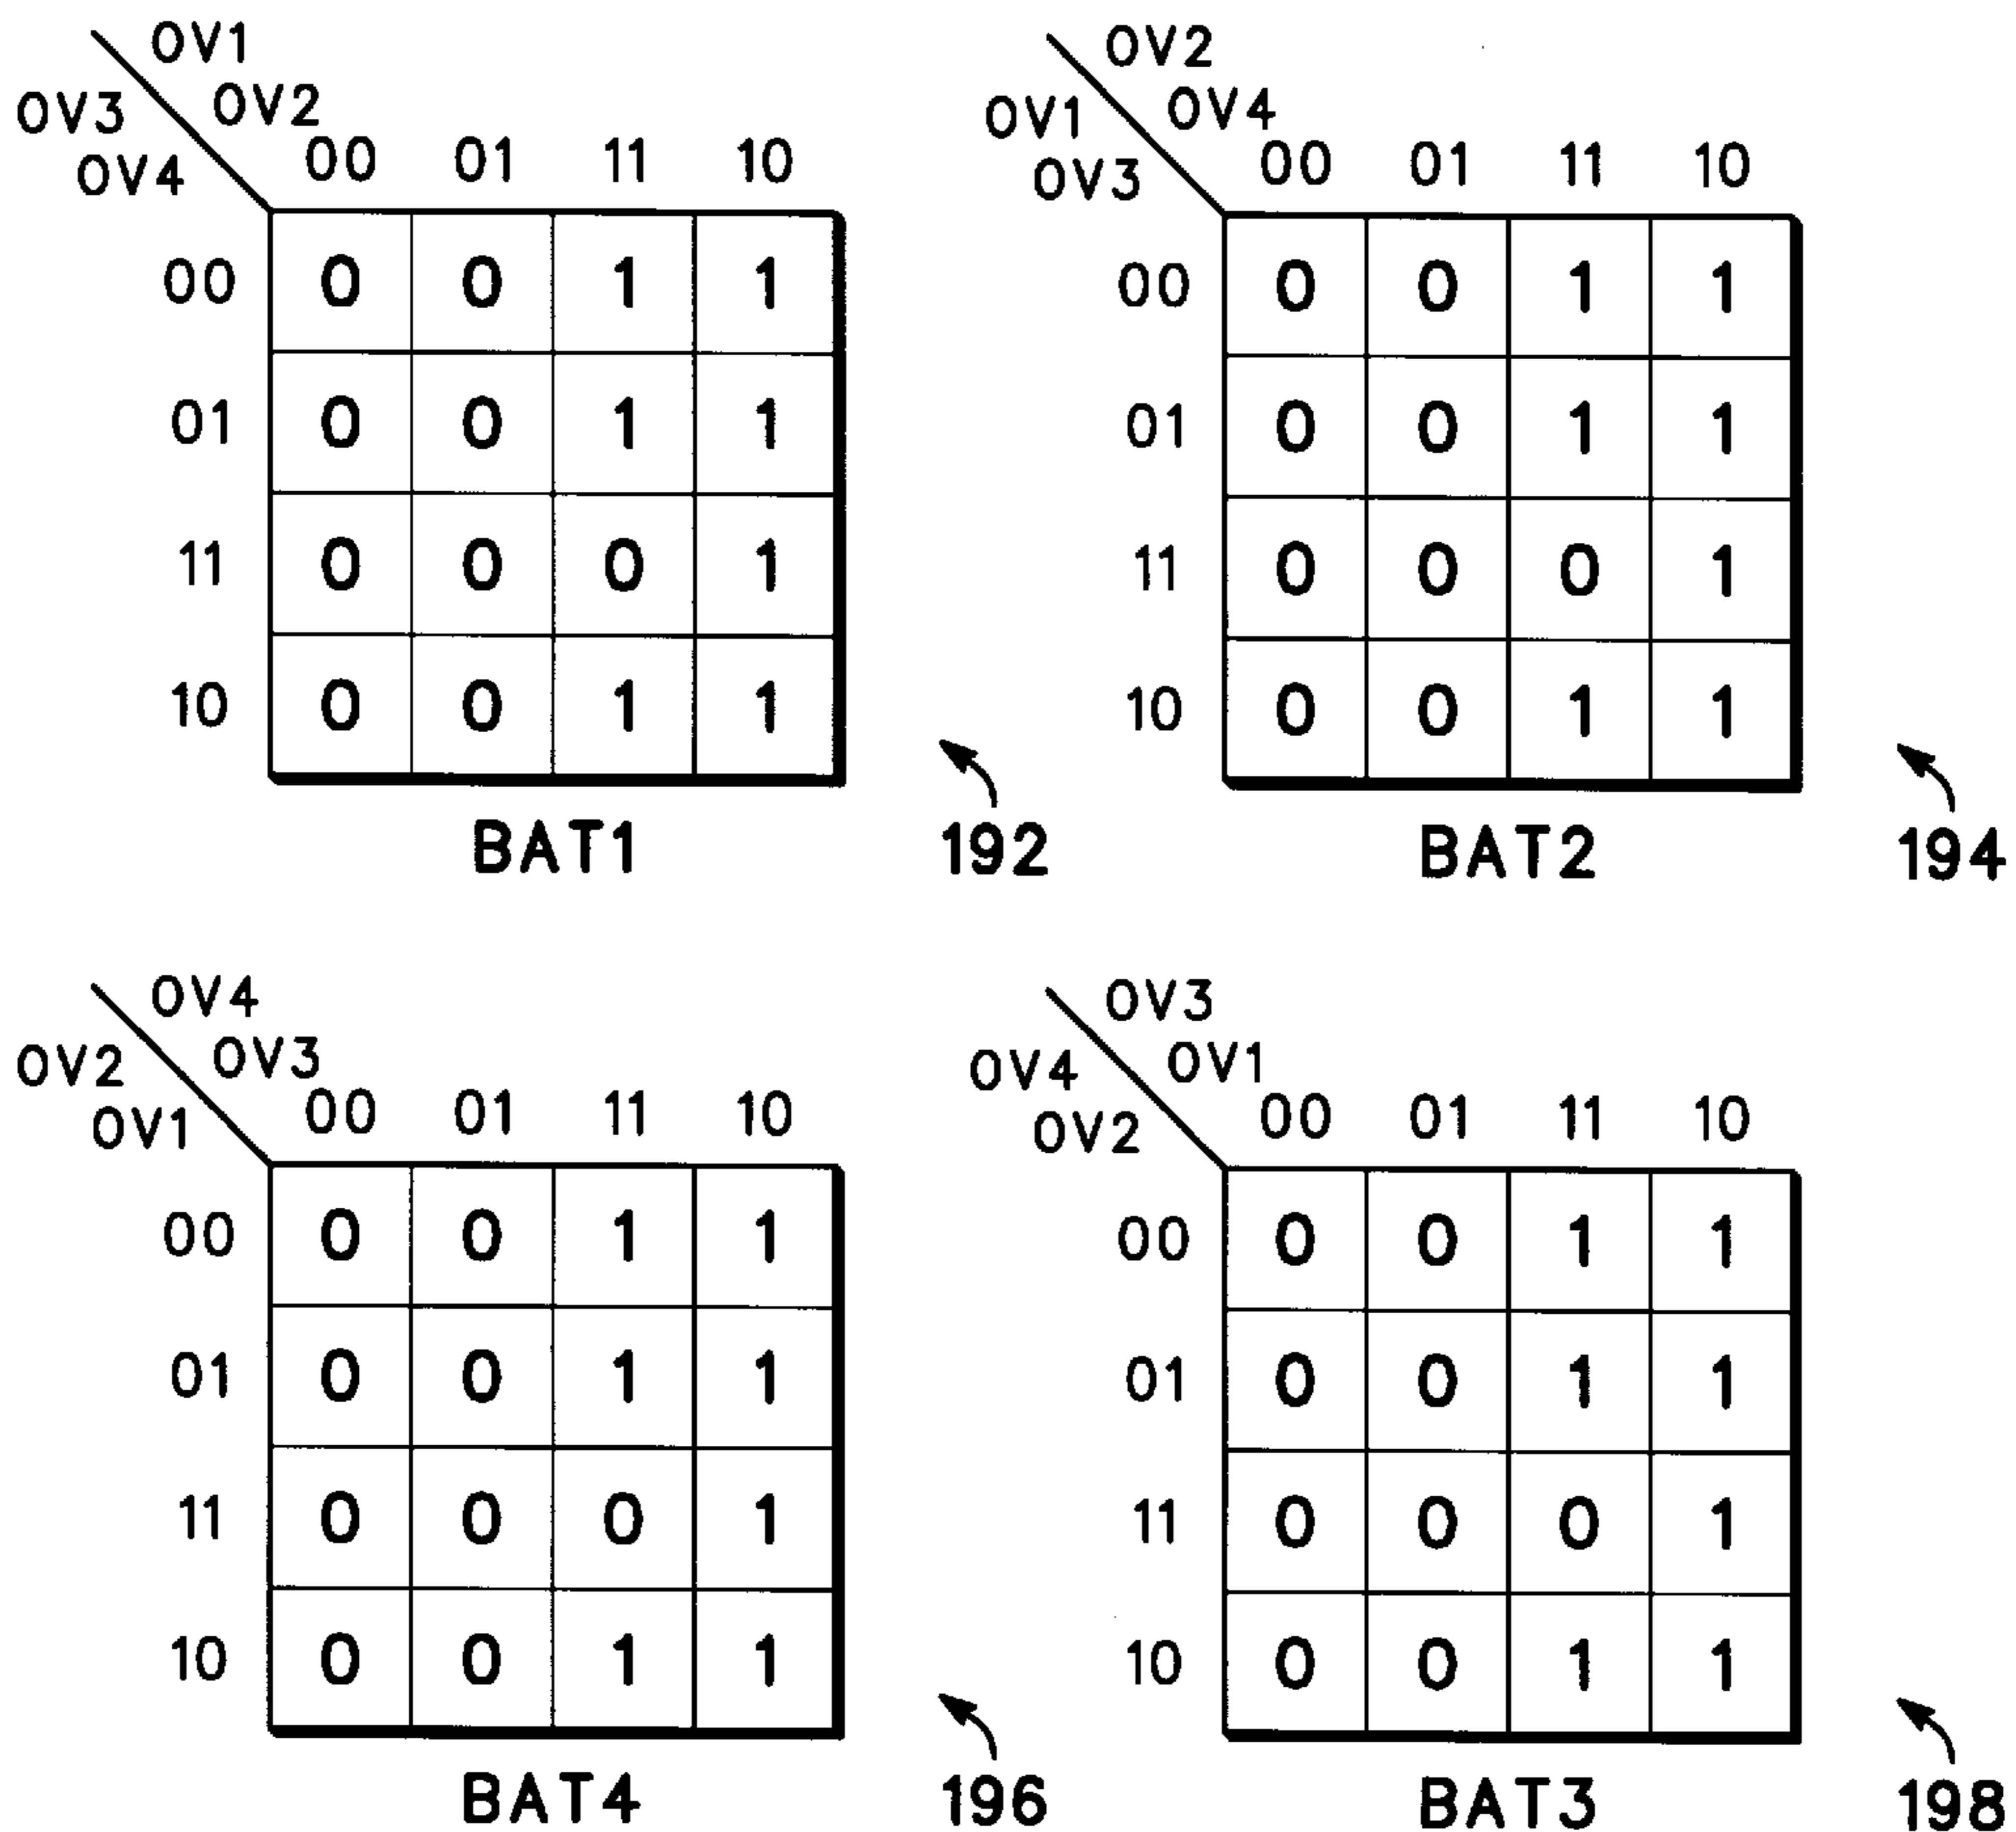 OV1
OV3 OV2
OV4 00 01 11 10
00 0 0 1 1
01 0 0 1 1
11 0 0 0 1
10 0 0 1 1
BAT1
192
OV2
OV1 OV4
OV3 00 01 11 10
00 0 0 1 1
01 0 0 1 1
11 0 0 0 1
10 0 0 1 1
BAT2
194
OV4
OV2 OV3
OV1 00 01 11 10
00 0 0 1 1
01 0 0 1 1
11 0 0 0 1
10 0 0 1 1
BAT4
196
OV3
OV4 OV1
OV2 00 01 11 10
00 0 0 1 1
01 0 0 1 1
11 0 0 0 1
10 0 0 1 1
BAT3
198